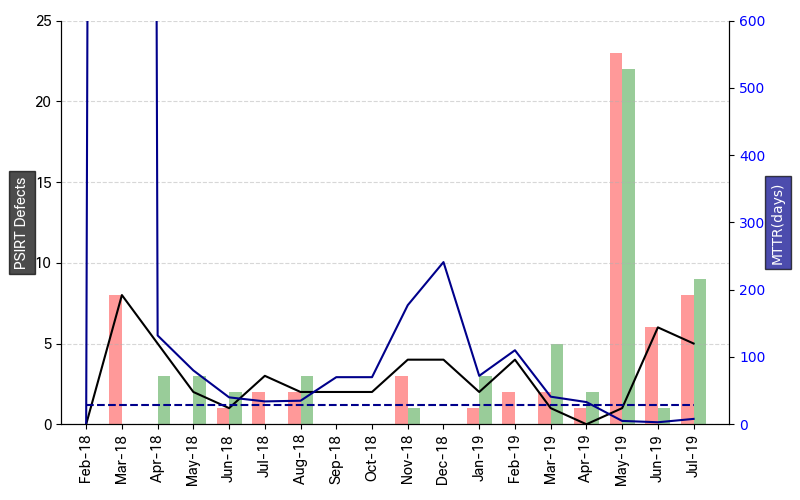 25
20
15
10
5
0
PSIRT Defects
600
500
400
300
200
100
0
MTTR(days)
Feb-18
Mar-18
Apr-18
May-18
Jun-18
Jul-18
Aug-18
Sep-18
Oct-18
Nov-18
Dec-18
Jan-19
Feb-19
Mar-19
Apr-19
May-19
Jun-19
Jul-19